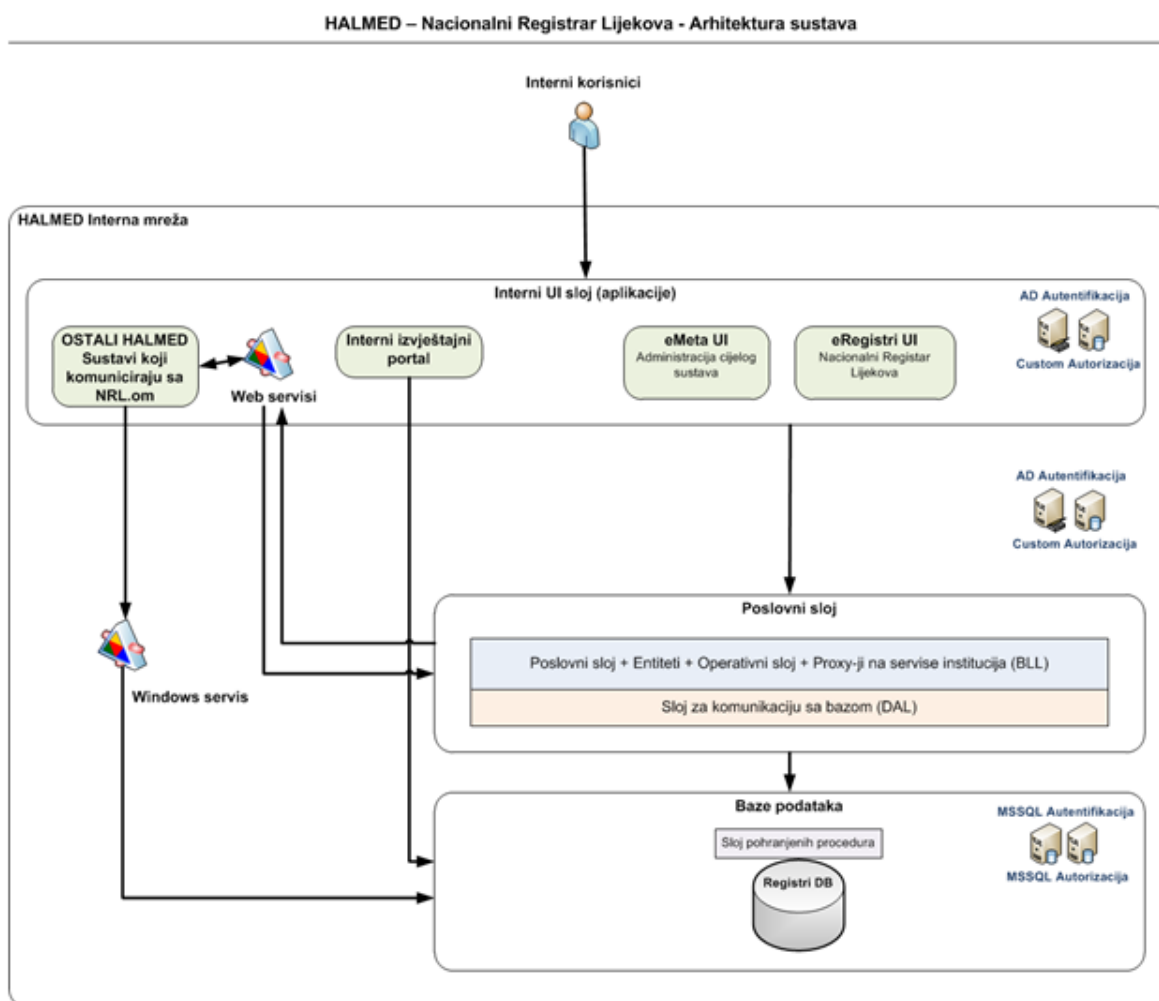 HALMED – Nacionalni Registrar Lijekova - Arhitektura sustava
Interni korisnici
HALMED Interna mreža
Interni UI sloj (aplikacije)
OSTALI HALMED
Sustavi koji
komuniciraju sa
NRL.om
Web servisi
Interni izvještajni
portal
eMeta UI
Administracija cijelog
sustava
eRegistri UI
Nacionalni Registar
Lijekova
AD Autentifikacija
Custom Autorizacija
AD Autentifikacija
Custom Autorizacija
Windows servis
Poslovni sloj
Poslovni sloj + Entiteti + Operativni sloj + Proxy-ji na servise institucija (BLL)
Sloj za komunikaciju sa bazom (DAL)
Baze podataka
Sloj pohranjenih procedura
Registri DB
MSSQL Autentifikacija
MSSQL Autorizacija